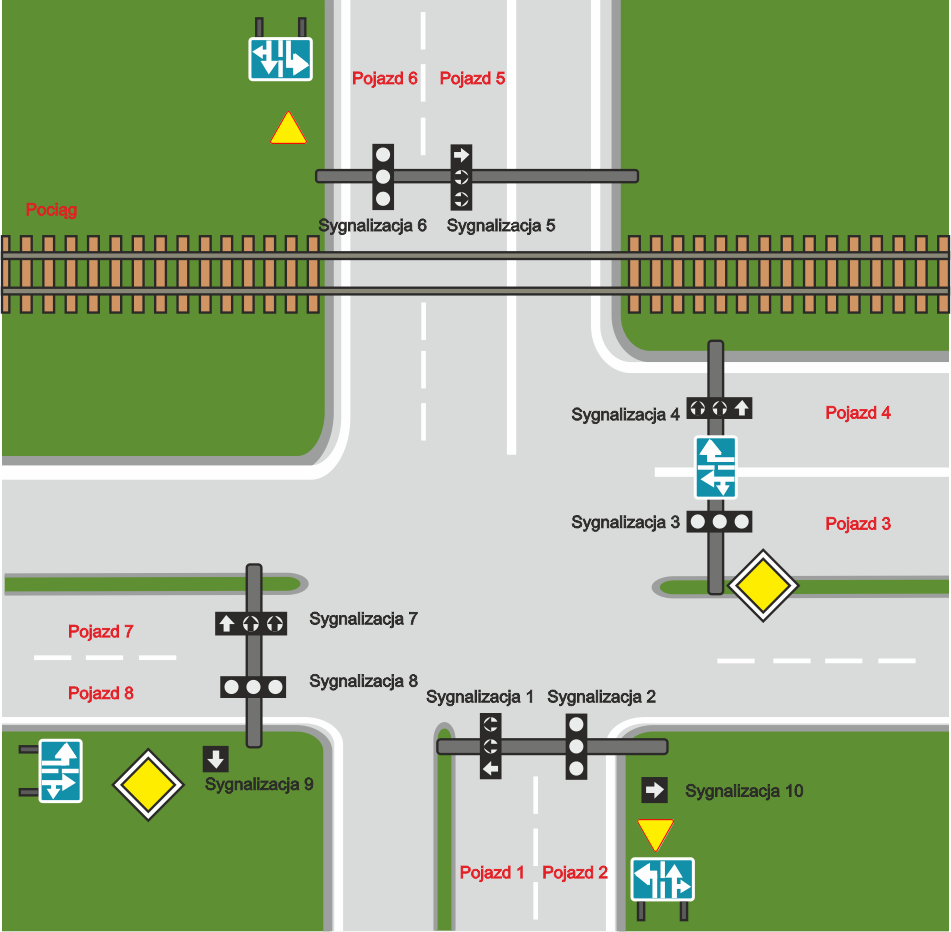 Pojazd 6 Pojazd 5
Pociąg
Sygnalizacja 6 Sygnalizacja 5
Sygnalizacja 4
Pojazd 4
Sygnalizacja 3
Pojazd 3
Sygnalizacja 7
Pojazd 7
Sygnalizacja 8
Pojazd 8
Sygnalizacja 1 Sygnalizacja 2
Sygnalizacja 9
Sygnalizacja 10
Pojazd 1 Pojazd 2